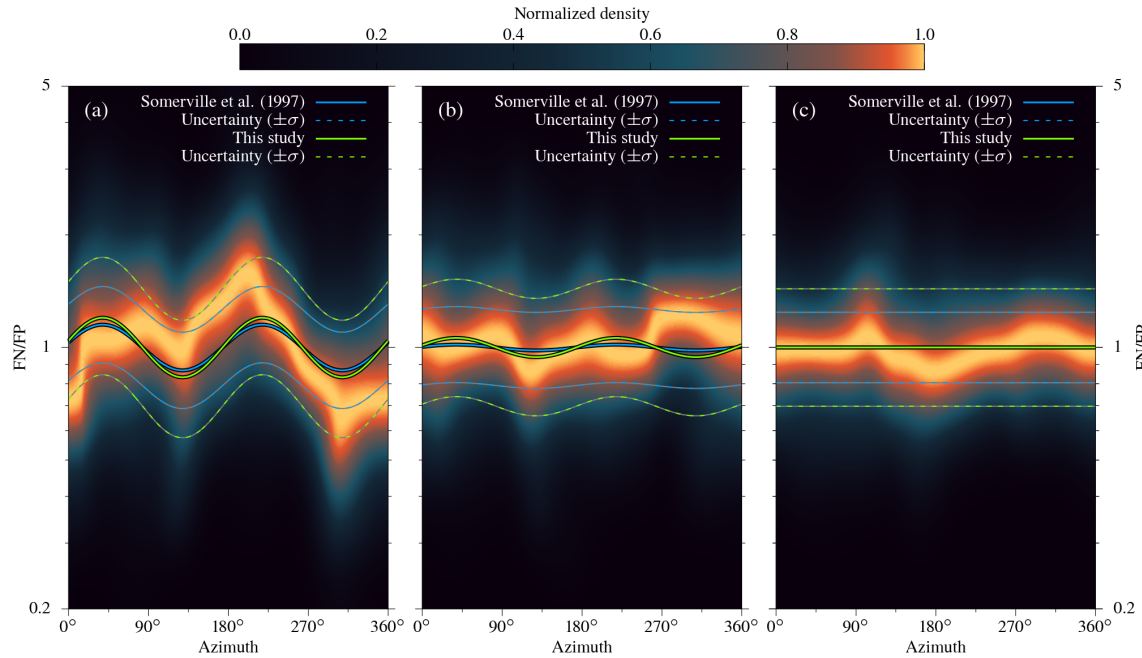 Normalized density
0.0 0.2 0.4 0.6 0.8 1.0
5 5
(a) Somerville et al. (1997)
Uncertainty (±σ)
This study
Uncertainty (±σ)
(b) Somerville et al. (1997)
Uncertainty (±σ)
This study
Uncertainty (±σ)
(c) Somerville et al. (1997)
Uncertainty (±σ)
This study
Uncertainty (±σ)
FN/FP
1 1
FN/FP
0.2 0.2
0° 90° 180° 270° 360°
Azimuth
0° 90° 180° 270° 360°
Azimuth
0° 90° 180° 270° 360°
Azimuth